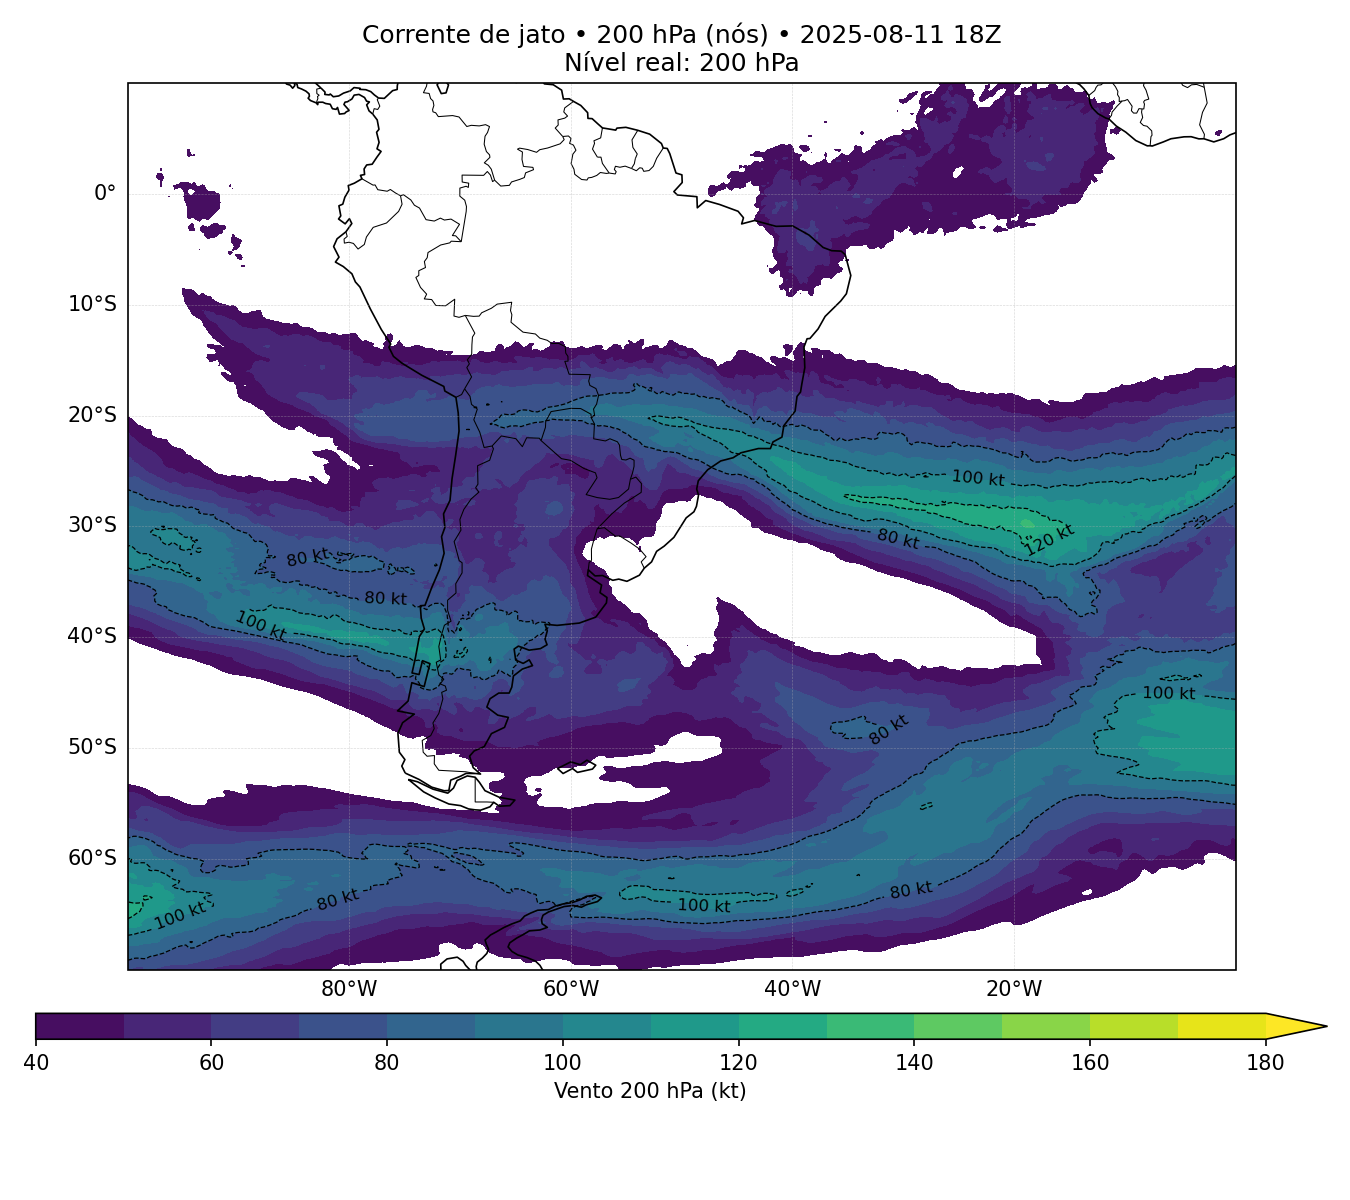 Corrente de jato • 200 hPa (nós) • 2025-08-11 18Z
Nível real: 200 hPa
0°
10°S
20°S
30°S
40°S
50°S
60°S
100 kt
80 kt
120 kt
80 kt
80 kt
100 kt
100 kt
80 kt
80 kt
80 kt
100 kt
100 kt
80°W
60°W
40°W
20°W
40
60
80
100
120
140
160
180
Vento 200 hPa (kt)